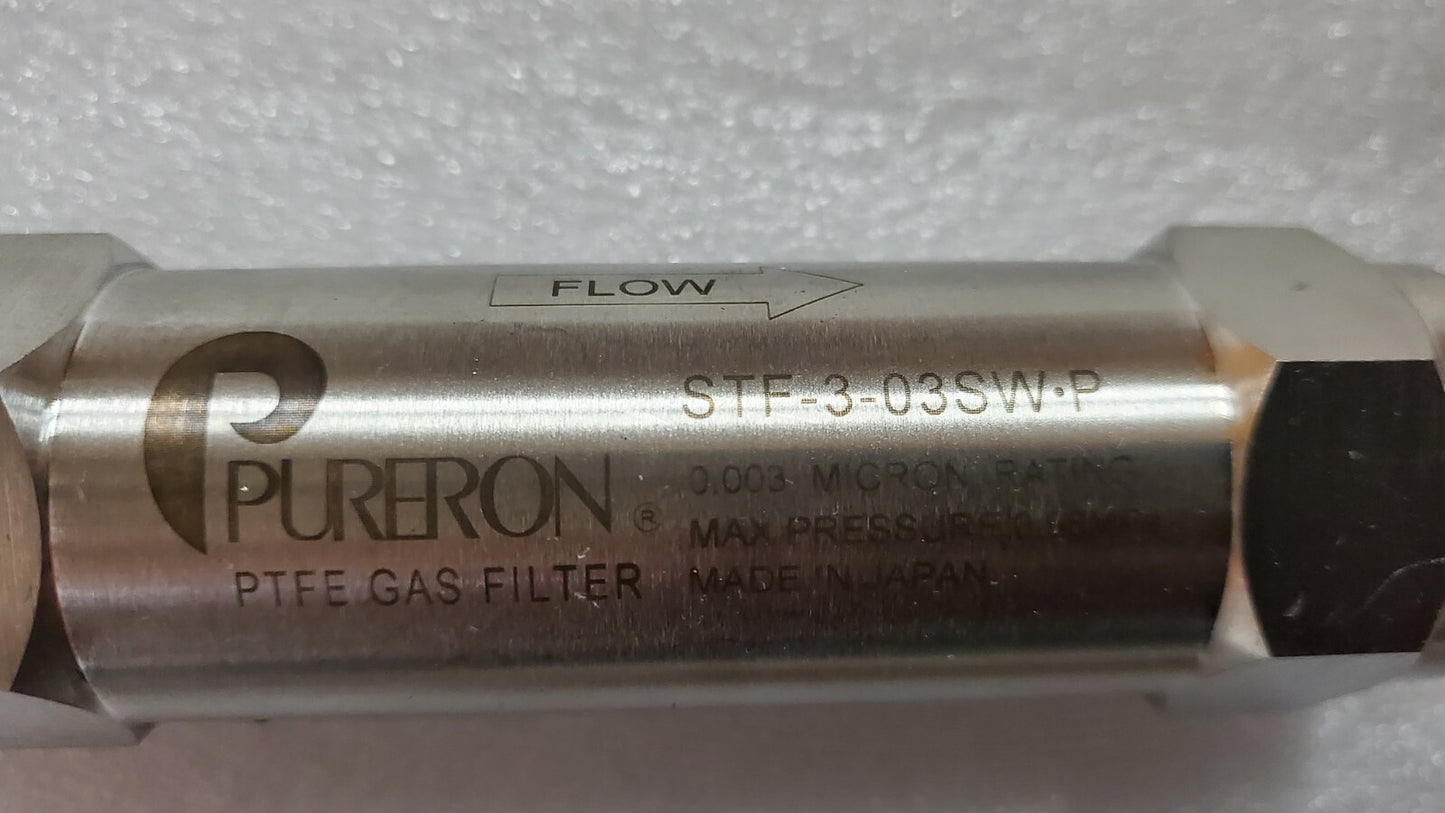 FLOW
PURERON®
PTFE GAS FILTER
STF-3-03SW·P
0.003 MICRON RATING
MAX PRESSURE
MADE IN JAPAN